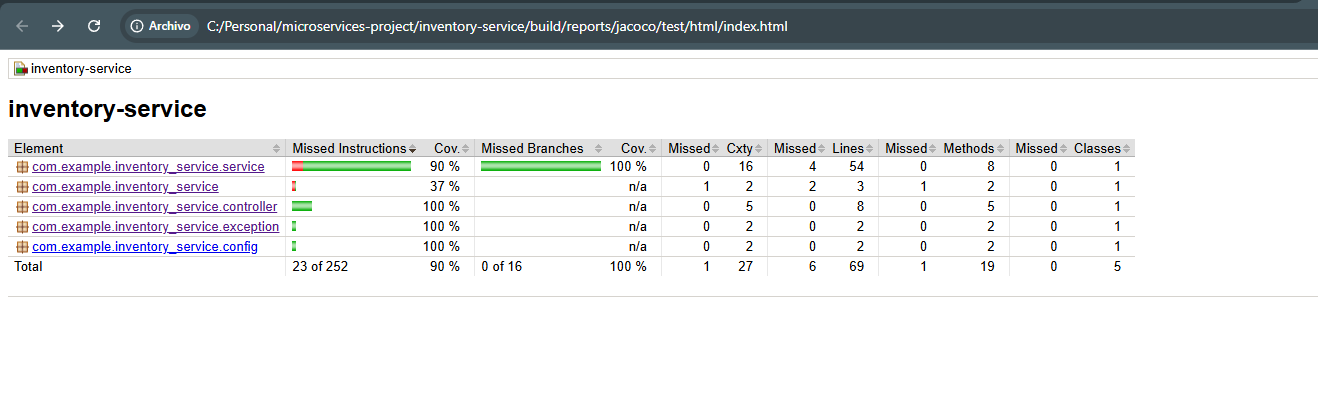 Archivo C:/Personal/microservices-project/inventory-service/build/reports/jacoco/test/html/index.html
inventory-service
inventory-service
Element Missed Instructions Cov. Missed Branches Cov. Missed Cxty Missed Lines Missed Methods Missed Classes
com.example.inventory_service.service 90 % 100 % 0 16 4 54 0 8 0 1
com.example.inventory_service 37 % n/a 1 2 2 3 1 2 0 1
com.example.inventory_service.controller 100 % n/a 0 5 0 8 0 5 0 1
com.example.inventory_service.exception 100 % n/a 0 2 0 2 0 2 0 1
com.example.inventory_service.config 100 % n/a 0 2 0 2 0 2 0 1
Total 23 of 252 90 % 0 of 16 100 % 1 27 6 69 1 19 0 5